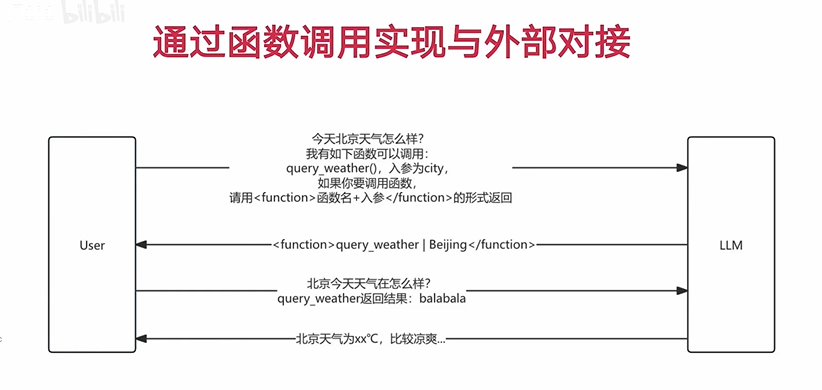 bilibili
通过函数调用实现与外部对接
今天北京天气怎么样？
我有如下函数可以调用：
query_weather()，入参为city，
如果你要调用函数，
请用<function>函数名+入参</function>的形式返回
User
<function>query_weather | Beijing</function>
LLM
北京今天天气在怎么样？
query_weather返回结果：balabala
北京天气为xx℃，比较凉爽...